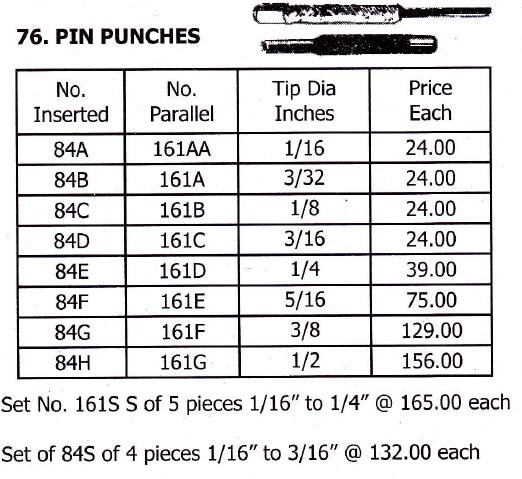 76. PIN PUNCHES
No. Inserted No. Parallel Tip Dia Inches Price Each
84A 161AA 1/16 24.00
84B 161A 3/32 24.00
84C 161B 1/8 24.00
84D 161C 3/16 24.00
84E 161D 1/4 39.00
84F 161E 5/16 75.00
84G 161F 3/8 129.00
84H 161G 1/2 156.00
Set No. 161S S of 5 pieces 1/16” to 1/4” @ 165.00 each
Set of 84S of 4 pieces 1/16” to 3/16” @ 132.00 each